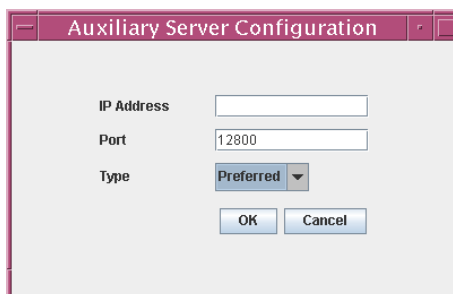 Auxiliary Server Configuration
IP Address
Port 12800
Type Preferred
OK Cancel